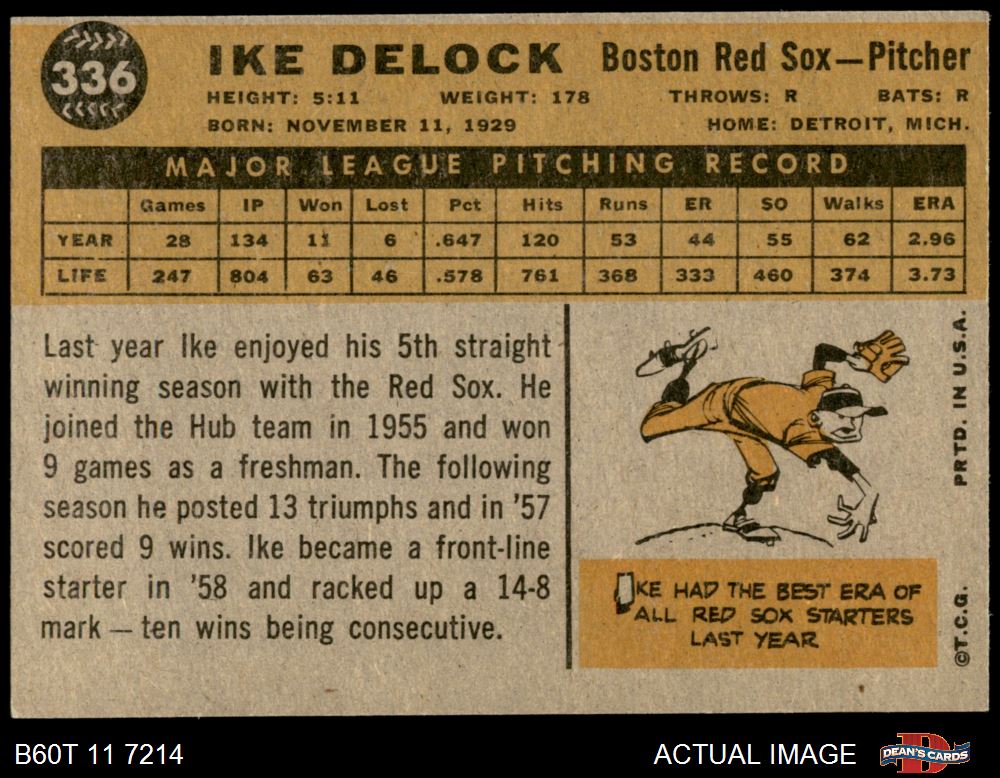 336
IKE DELOCK Boston Red Sox—Pitcher
HEIGHT: 5:11 WEIGHT: 178 THROWS: R BATS: R
BORN: NOVEMBER 11, 1929 HOME: DETROIT, MICH.
MAJOR LEAGUE PITCHING RECORD
Games IP Won Lost Pct Hits Runs ER SO Walks ERA
YEAR 28 134 11 6 .647 120 53 44 55 62 2.96
LIFE 247 804 63 46 .578 761 368 333 460 374 3.73
Last year Ike enjoyed his 5th straight
winning season with the Red Sox. He
joined the Hub team in 1955 and won
9 games as a freshman. The following
season he posted 13 triumphs and in '57
scored 9 wins. Ike became a front-line
starter in '58 and racked up a 14-8
mark — ten wins being consecutive.
IKE HAD THE BEST ERA OF
ALL RED SOX STARTERS
LAST YEAR
©T.C.G. PRTD. IN U.S.A.
B60T 11 7214 ACTUAL IMAGE DEAN'S CARDS